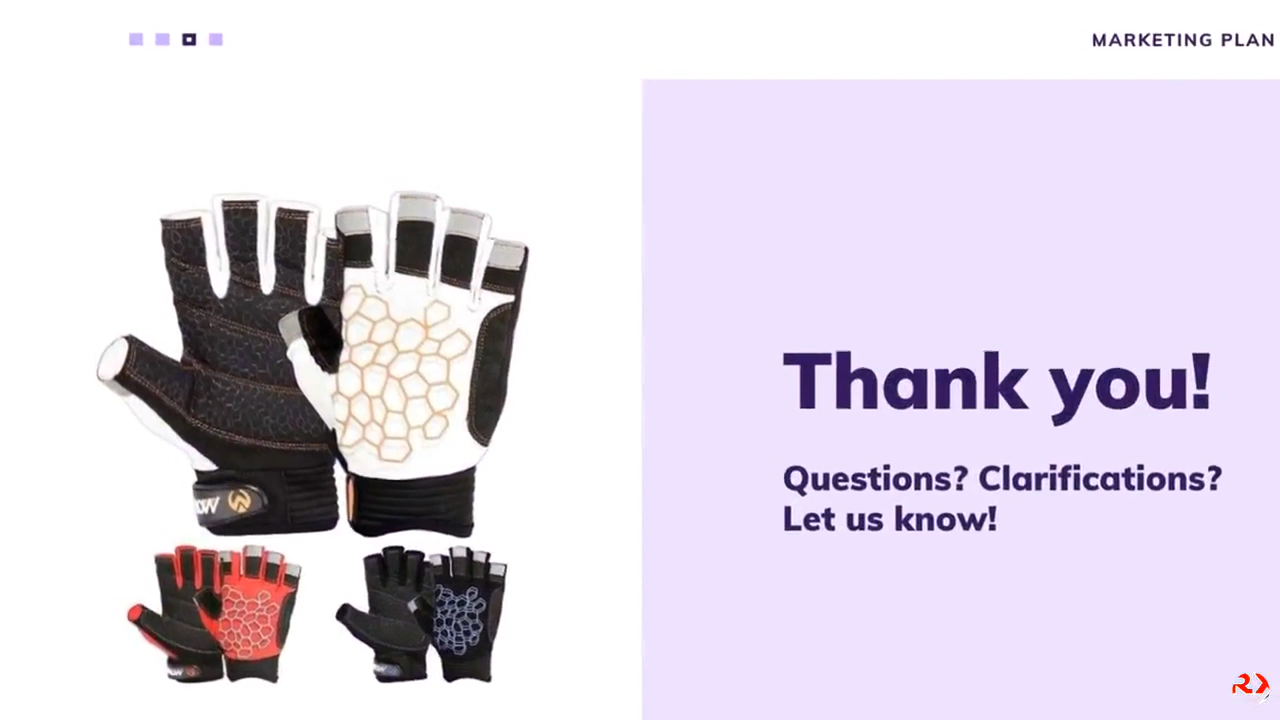 MARKETING PLAN
Thank you!
Questions? Clarifications?
Let us know!